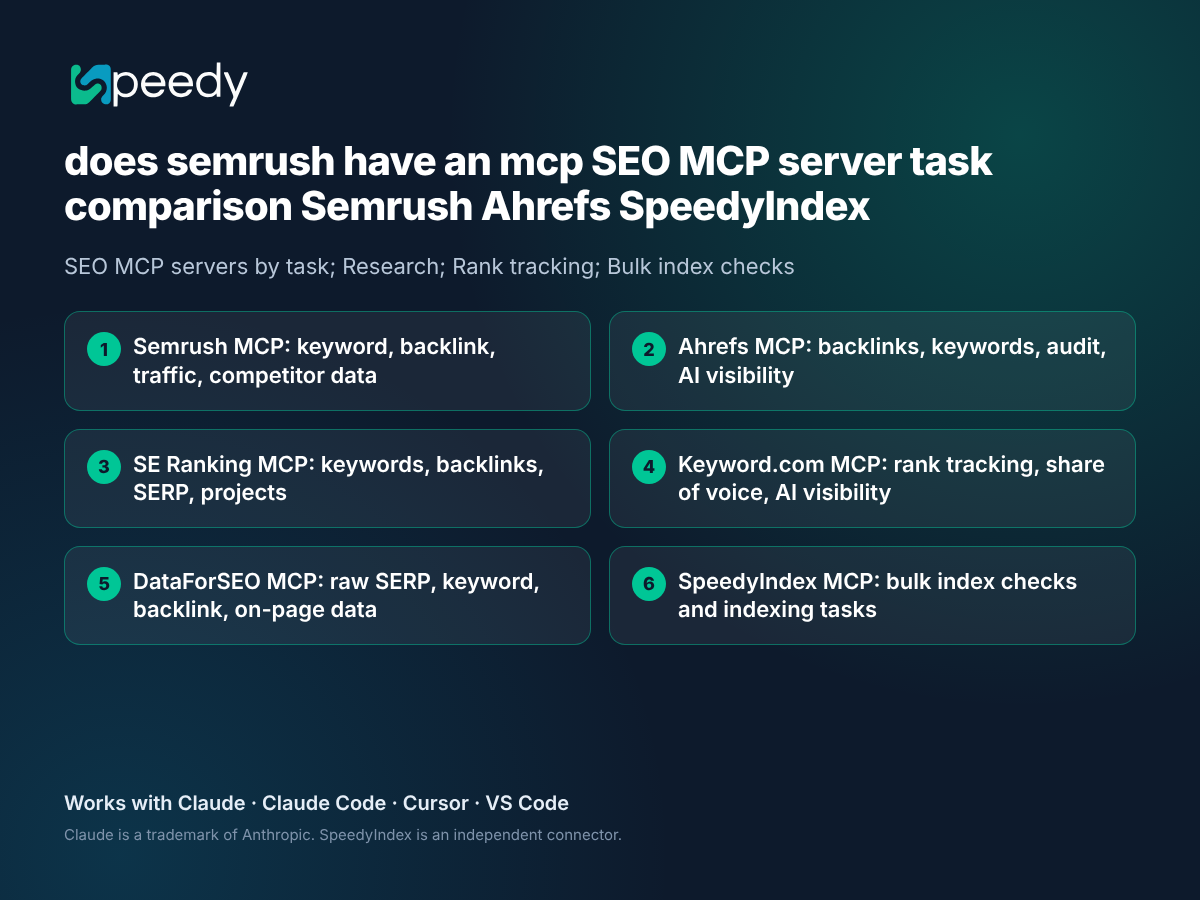 Speedy
does semrush have an mcp SEO MCP server task
comparison Semrush Ahrefs SpeedyIndex
SEO MCP servers by task; Research; Rank tracking; Bulk index checks
1
Semrush MCP: keyword, backlink,
traffic, competitor data
2
Ahrefs MCP: backlinks, keywords, audit,
AI visibility
3
SE Ranking MCP: keywords, backlinks,
SERP, projects
4
Keyword.com MCP: rank tracking, share
of voice, AI visibility
5
DataForSEO MCP: raw SERP, keyword,
backlink, on-page data
6
SpeedyIndex MCP: bulk index checks
and indexing tasks
Works with Claude · Claude Code · Cursor · VS Code
Claude is a trademark of Anthropic. SpeedyIndex is an independent connector.